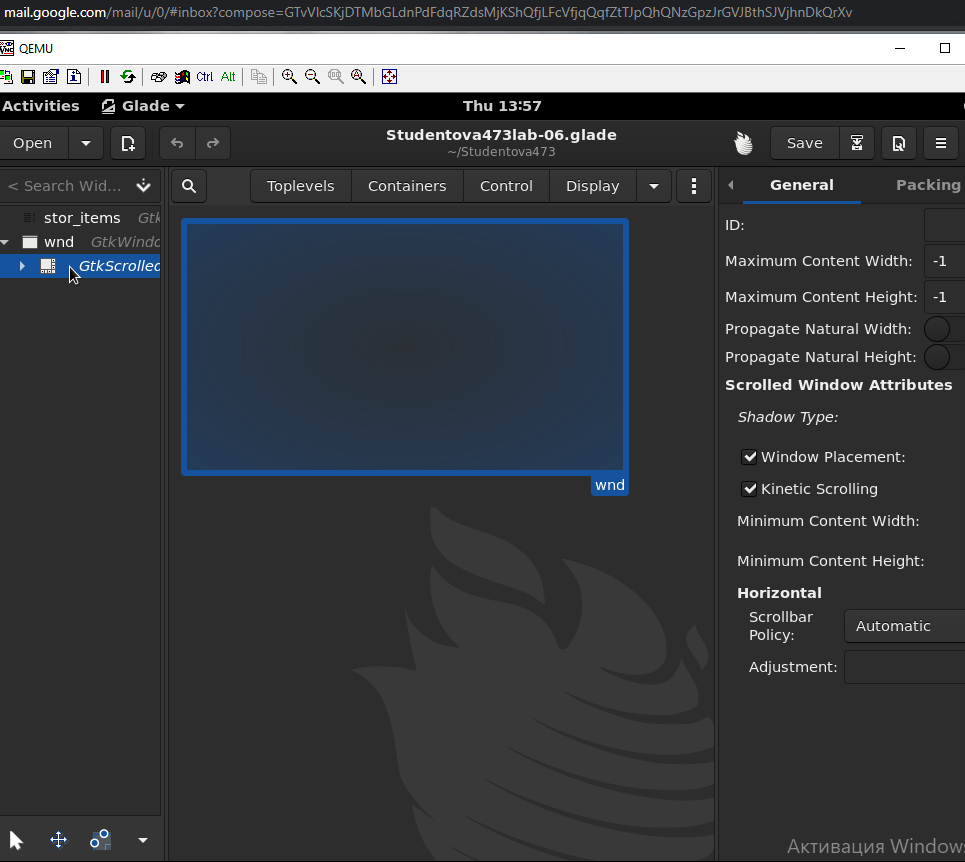 mail.google.com/mail/u/0/#inbox?compose=GTvVlcSKjDTMbGLdnPdFdqRZdsMjKShQfjLFcVfjqQqfZtTJpQhQNzGpzJrGVJBthSJVjhnDkQrXv
QEMU
Ctrl Alt
Activities Glade Thu 13:57
Open Studentova473lab-06.glade Save
~/Studentova473
< Search Wid... Toplevels Containers Control Display General Packing
stor_items Gtk
wnd GtkWindo
GtkScrolled
wnd
ID:
Maximum Content Width: -1
Maximum Content Height: -1
Propagate Natural Width:
Propagate Natural Height:
Scrolled Window Attributes
Shadow Type:
Window Placement:
Kinetic Scrolling
Minimum Content Width:
Minimum Content Height:
Horizontal
Scrollbar
Policy: Automatic
Adjustment:
Активация Windows